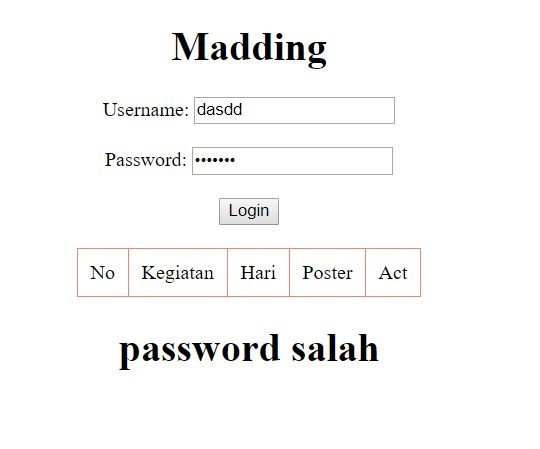 Madding
Username: dasdd
Password: •••••••
Login
No Kegiatan Hari Poster Act
password salah